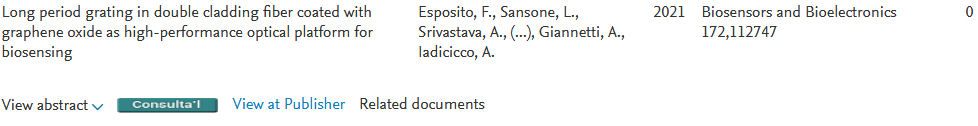 Long period grating in double cladding fiber coated with
graphene oxide as high-performance optical platform for
biosensing
Esposito, F., Sansone, L.,
Srivastava, A., (...), Giannetti, A.,
Iadicicco, A.
2021
Biosensors and Bioelectronics
172,112747
0
View abstract Consulta'l View at Publisher Related documents